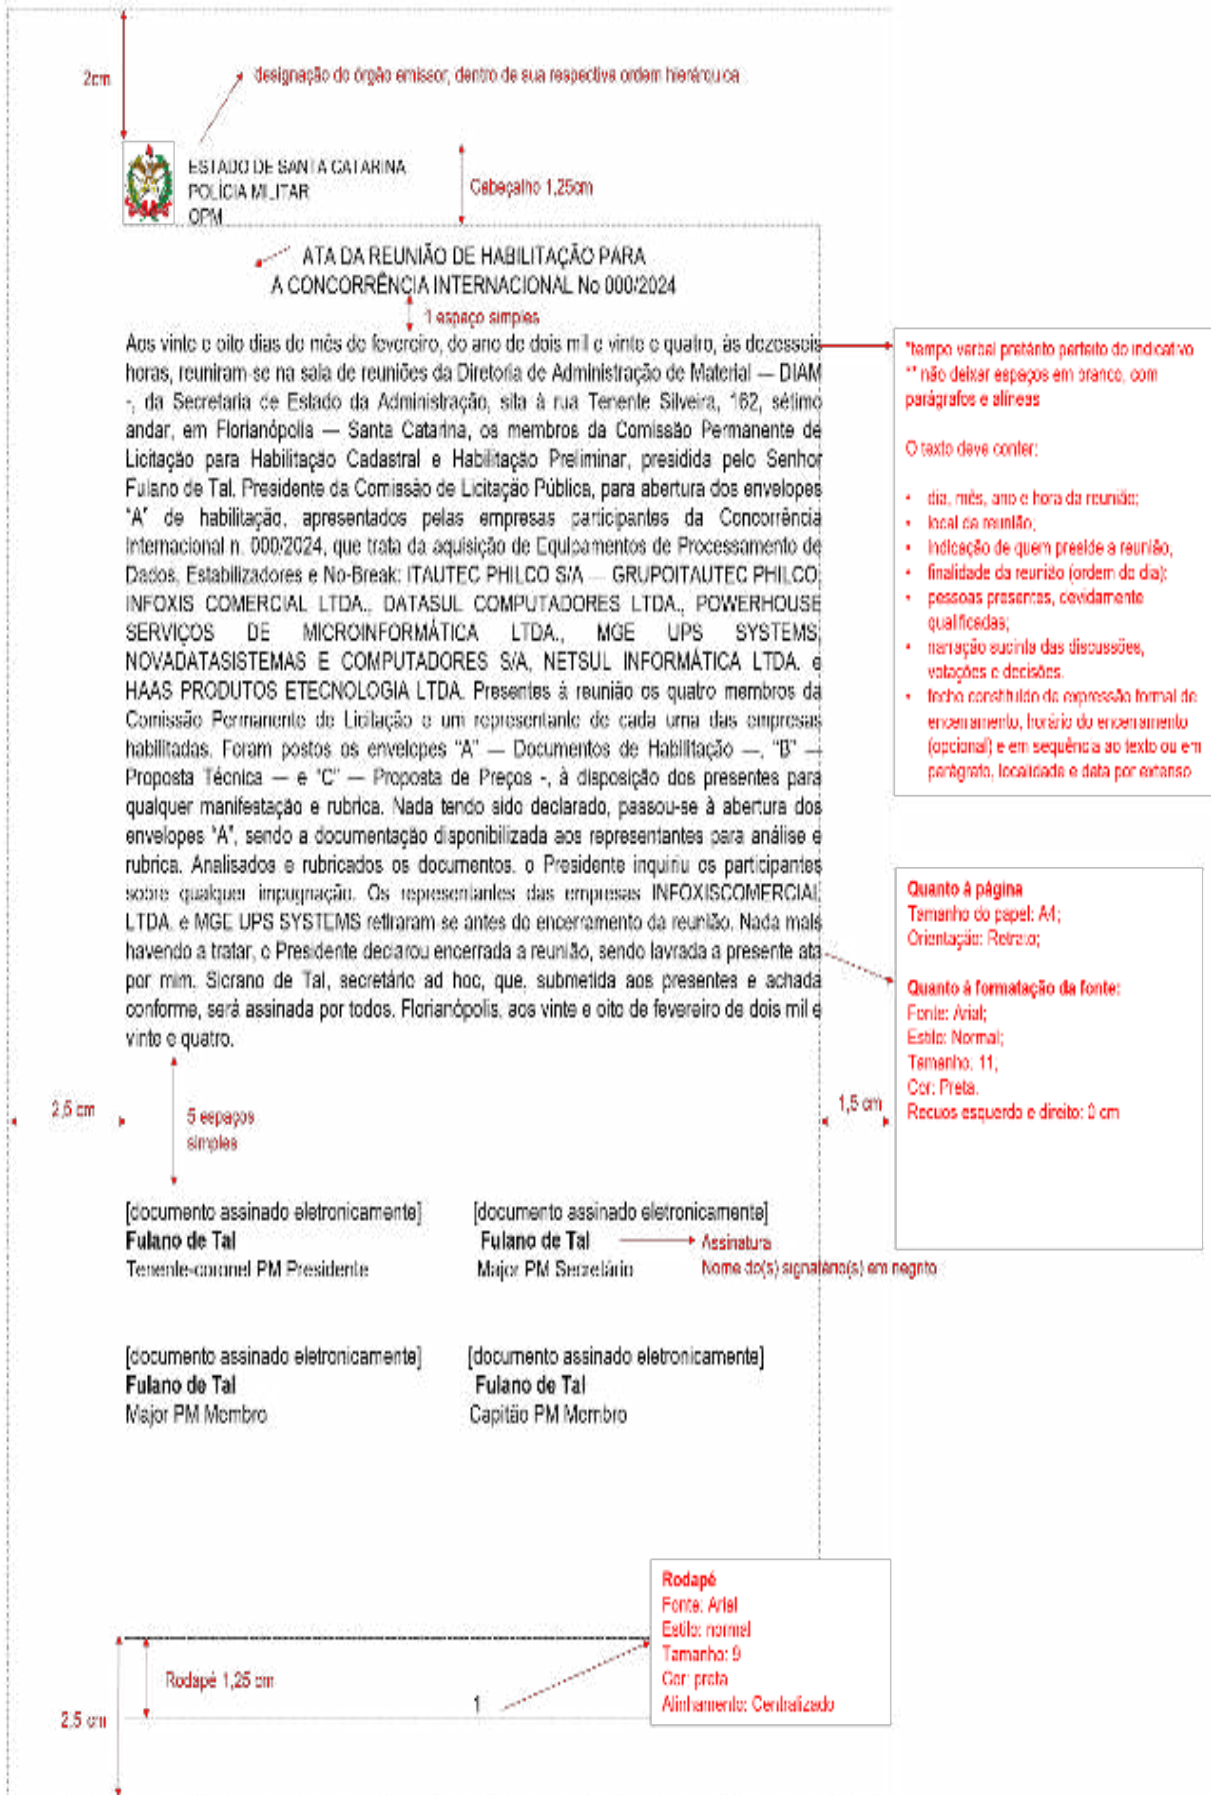 2cm
designação do órgão emissor, dentro de sua respectiva ordem hierárquica
ESTADO DE SANTA CATARINA
POLÍCIA MILITAR
OPM
Cabeçalho 1,25cm
ATA DA REUNIÃO DE HABILITAÇÃO PARA
A CONCORRÊNCIA INTERNACIONAL No 000/2024
1 espaço simples
Aos vinte e oito dias do mês de fevereiro, do ano de dois mil e vinte e quatro, às dezesseis
horas, reuniram-se na sala de reuniões da Diretoria de Administração de Material — DIAM
-, da Secretaria de Estado da Administração, sita à rua Tenente Silveira, 162, sétimo
andar, em Florianópolis — Santa Catarina, os membros da Comissão Permanente de
Licitação para Habilitação Cadastral e Habilitação Preliminar, presidida pelo Senhor
Fulano de Tal, Presidente da Comissão de Licitação Pública, para abertura dos envelopes
“A” de habilitação, apresentados pelas empresas participantes da Concorrência
Internacional n. 000/2024, que trata da aquisição de Equipamentos de Processamento de
Dados, Estabilizadores e No-Break: ITAUTEC PHILCO S/A — GRUPOITAUTEC PHILCO;
INFOXIS COMERCIAL LTDA., DATASUL COMPUTADORES LTDA., POWERHOUSE
SERVIÇOS DE MICROINFORMÁTICA LTDA., MGE UPS SYSTEMS;
NOVADATASISTEMAS E COMPUTADORES S/A, NETSUL INFORMÁTICA LTDA. e
HAAS PRODUTOS ETECNOLOGIA LTDA. Presentes à reunião os quatro membros da
Comissão Permanente de Licitação e um representante de cada uma das empresas
habilitadas. Foram postos os envelopes “A” — Documentos de Habilitação —, “B” —
Proposta Técnica — e “C” — Proposta de Preços -, à disposição dos presentes para
qualquer manifestação e rubrica. Nada tendo sido declarado, passou-se à abertura dos
envelopes “A”, sendo a documentação disponibilizada aos representantes para análise e
rubrica. Analisados e rubricados os documentos, o Presidente inquiriu os participantes
sobre qualquer impugnação. Os representantes das empresas INFOXISCOMERCIAL
LTDA. e MGE UPS SYSTEMS retiraram se antes do encerramento da reunião. Nada mais
havendo a tratar, o Presidente declarou encerrada a reunião, sendo lavrada a presente ata
por mim, Sicrano de Tal, secretário ad hoc, que, submetida aos presentes e achada
conforme, será assinada por todos. Florianópolis, aos vinte e oito de fevereiro de dois mil e
vinte e quatro.
*tempo verbal pretérito perfeito do indicativo
** não deixar espaços em branco, com
parágrafos e alíneas
O texto deve conter:
• dia, mês, ano e hora da reunião;
• local da reunião;
• indicação de quem preside a reunião;
• finalidade da reunião (ordem do dia);
• pessoas presentes, devidamente
qualificadas;
• narração sucinta das discussões,
votações e decisões.
• fecho constituído da expressão formal de
encerramento, horário do encerramento
(opcional) e em sequência ao texto ou em
parágrafo, localidade e data por extenso
Quanto à página
Tamanho do papel: A4;
Orientação: Retrato;
Quanto à formatação da fonte:
Fonte: Arial;
Estilo: Normal;
Tamanho: 11;
Cor: Preta.
Recuos esquerdo e direito: 0 cm
2,5 cm
5 espaços
simples
1,5 cm
[documento assinado eletronicamente] [documento assinado eletronicamente]
Fulano de Tal Fulano de Tal Assinatura
Tenente-coronel PM Presidente Major PM Secretário Nome do(s) signatário(s) em negrito
[documento assinado eletronicamente] [documento assinado eletronicamente]
Fulano de Tal Fulano de Tal
Major PM Membro Capitão PM Membro
Rodapé
Fonte: Arial
Estilo: normal
Tamanho: 9
Cor: preta
Alinhamento: Centralizado
Rodapé 1,25 cm
1
2,5 cm